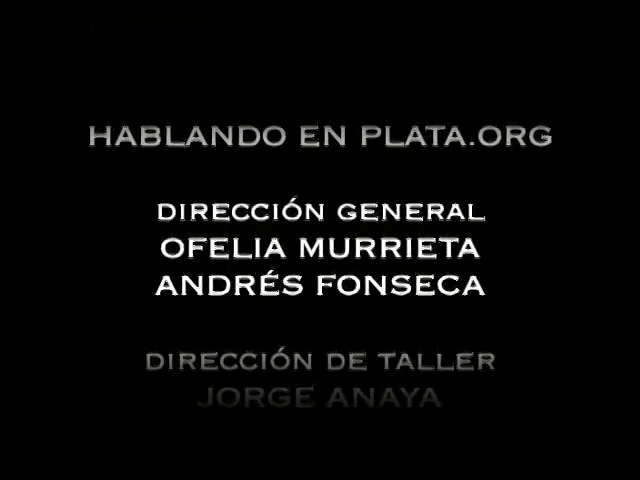 HABLANDO EN PLATA.ORG
DIRECCIÓN GENERAL
OFELIA MURRIETA
ANDRÉS FONSECA
DIRECCIÓN DE TALLER
JORGE ANAYA